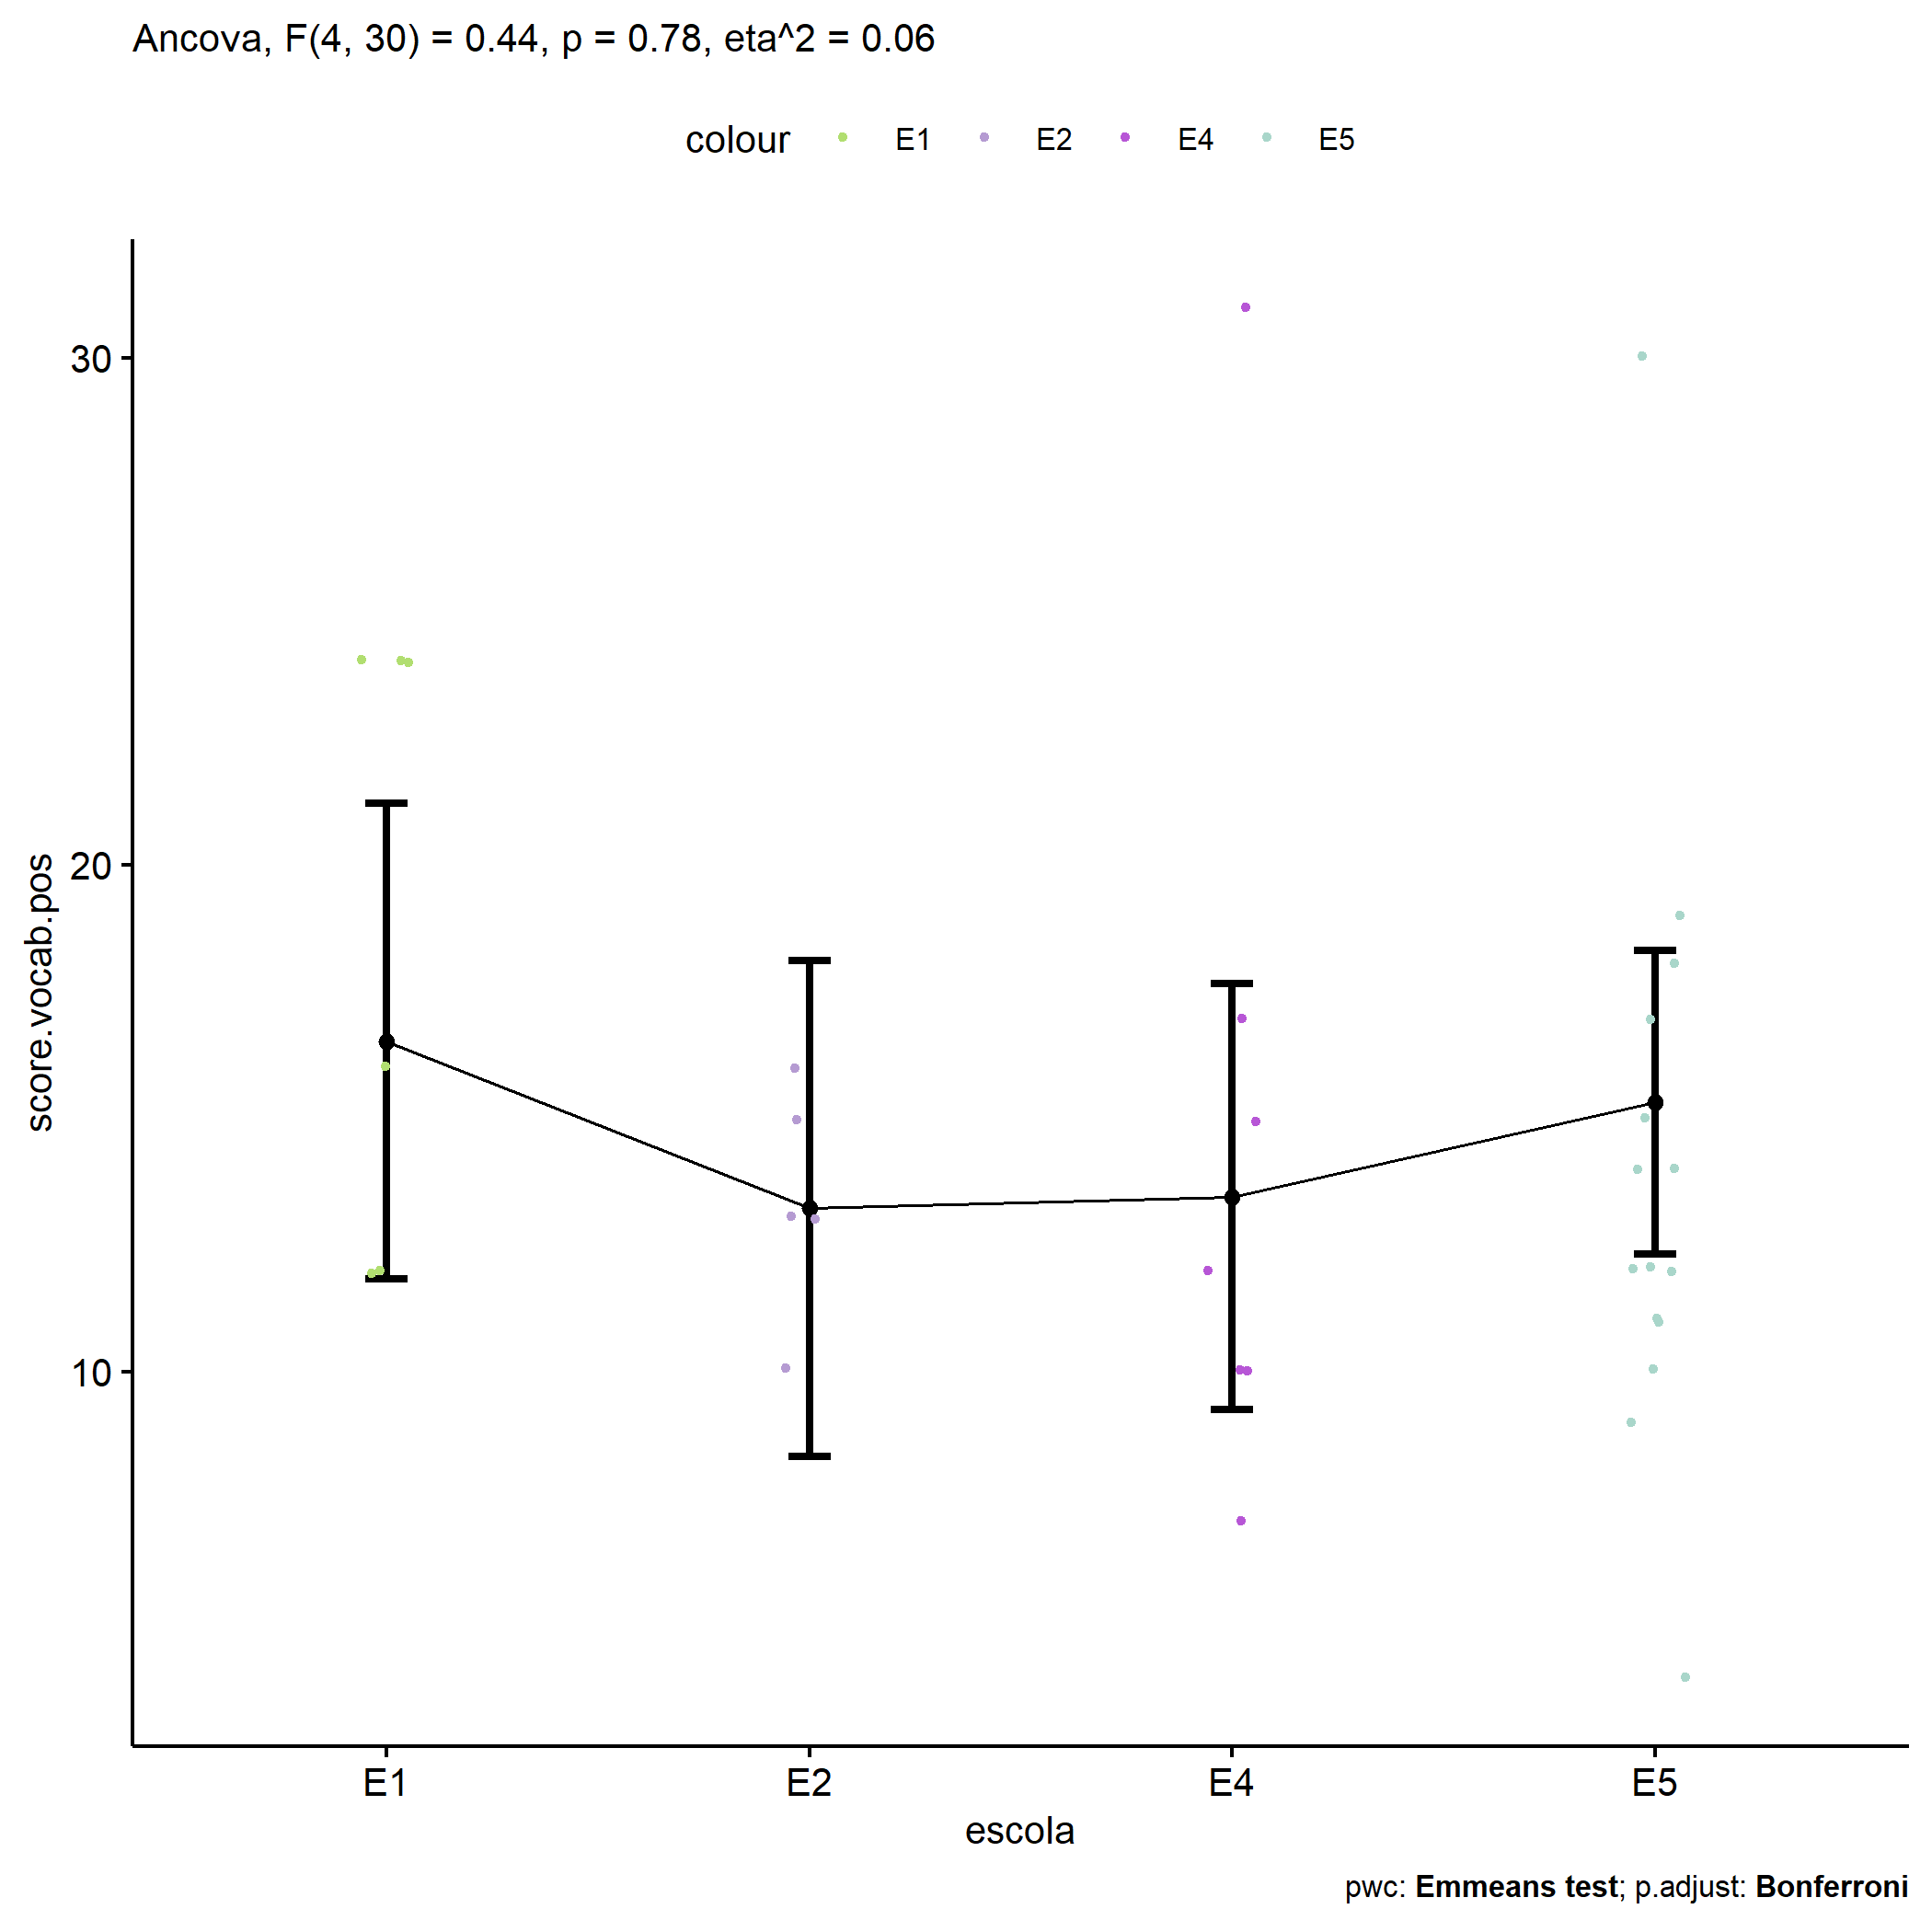 Ancova, F(4, 30) = 0.44, p = 0.78, eta^2 = 0.06
colour E1 E2 E4 E5
30
20
10
score.vocab.pos
E1 E2 E4 E5
escola
pwc: Emmeans test; p.adjust: Bonferroni